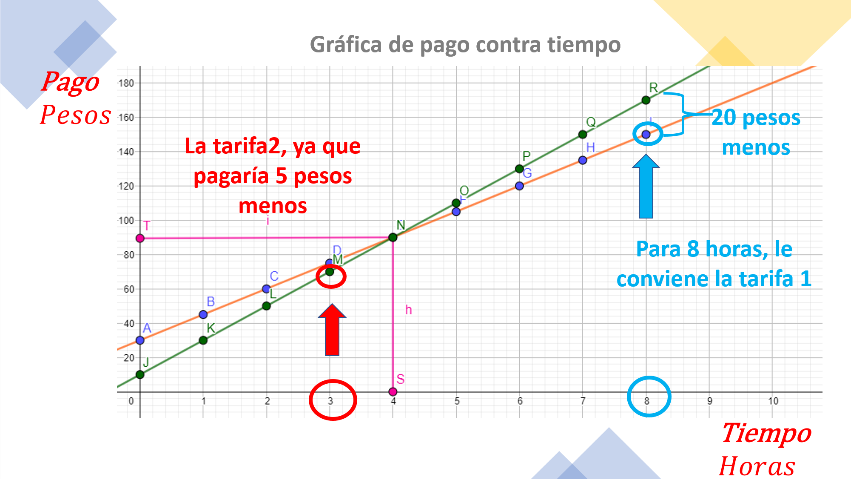 Gráfica de pago contra tiempo
Pago
Pesos
180
160
140
120
100
80
60
40
20
0
1
2
3
4
5
6
7
8
9
10
La tarifa2, ya que
pagaría 5 pesos
menos
20 pesos
menos
Para 8 horas, le
conviene la tarifa 1
T
i
h
S
A
B
C
D
G
H
J
K
L
M
N
O
P
Q
R
Tiempo
Horas